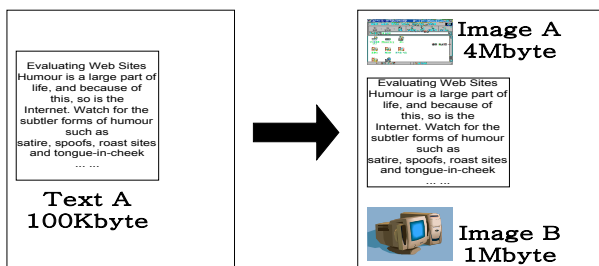 Evaluating Web Sites
Humour is a large part of
life, and because of
this, so is the
Internet. Watch for the
subtler forms of humour
such as
satire, spoofs, roast sites
and tongue-in-cheek
... ...
Text A
100Kbyte
Image A
4Mbyte
Evaluating Web Sites
Humour is a large part of
life, and because of
this, so is the
Internet. Watch for the
subtler forms of humour
such as
satire, spoofs, roast sites
and tongue-in-cheek
... ...
Image B
1Mbyte